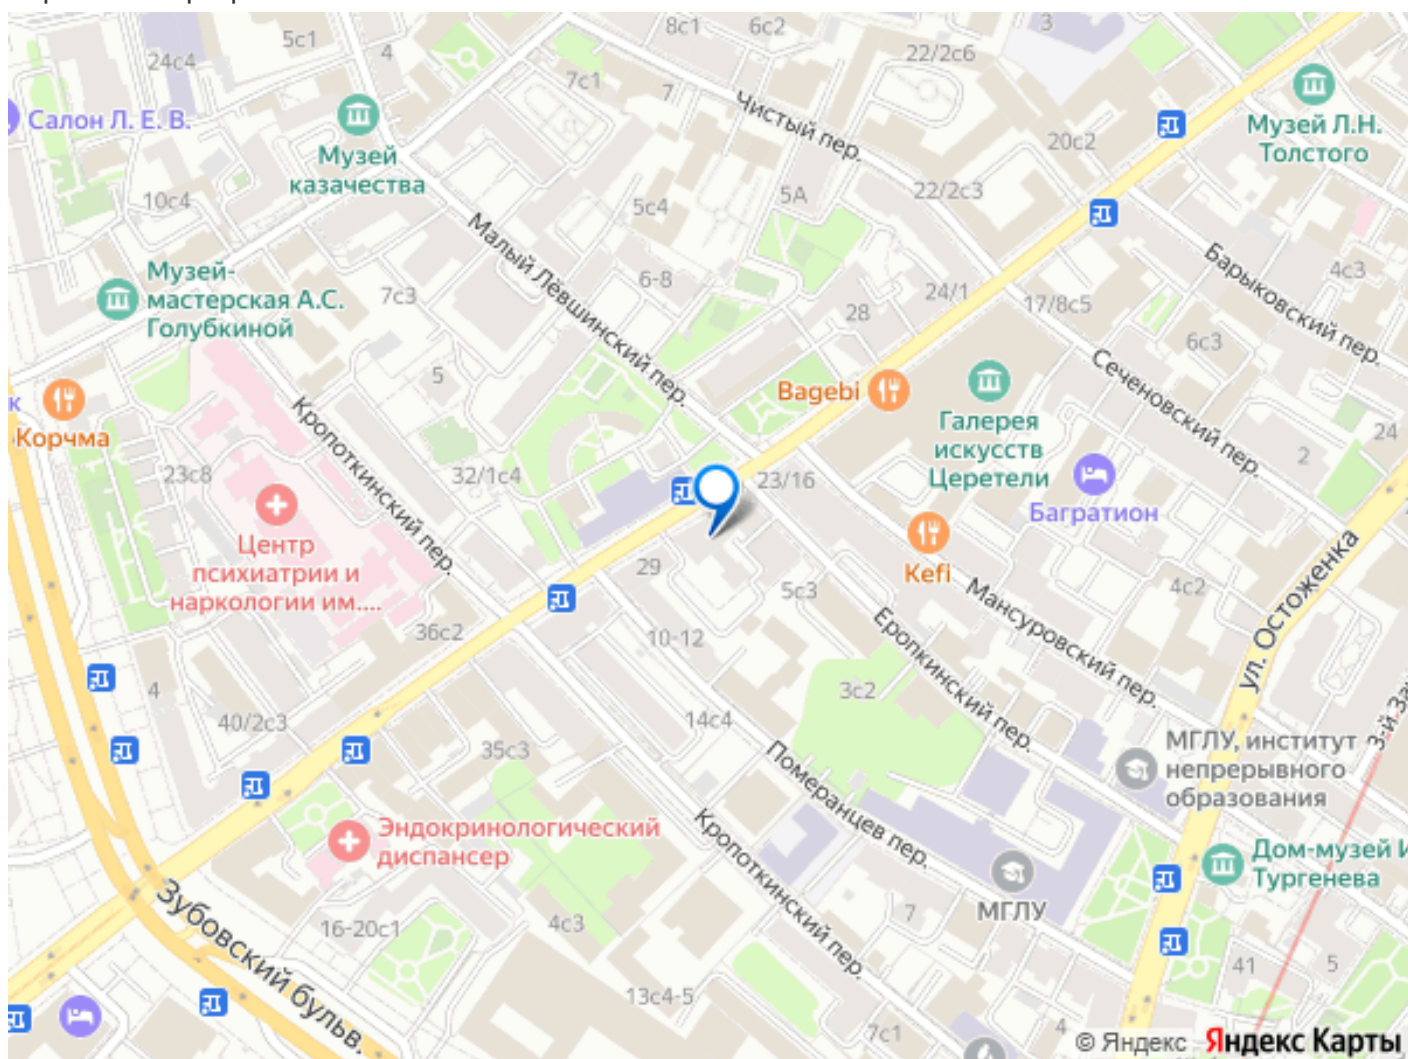 5с1
8с1
6с2
3
24с4
4
7с1
7
22/2с6
Чистый пер.
Салон Л. Е. В.
Музей
казачества
20с2
Музей Л.Н.
Толстого
10с4
5с4
5А
22/2с3
Малый Лёвшинский пер.
Музей-
мастерская А.С.
Голубкиной
7с3
6-8
28
24/1
17/8с5
Барыковский пер.
4с3
6с3
Сеченовский пер.
5
Bagebi
к
Корчма
Кропоткинский пер.
Галерея
искусств
Церетели
24
2
23с8
32/1с4
23/16
Багратион
Центр
психиатрии и
наркологии им....
29
5с3
Kefi
4с2
Мансуровский пер.
ул. Остоженка
36с2
10-12
Еропкинский пер.
3с2
4
40/2с3
14с4
35с3
Померанцев пер.
МГЛУ, институт
непрерывного
образования
Эндокринологический
диспансер
Кропоткинский пер.
МГЛУ
Дом-музей И
Тургенева
7
Зубовский бульв.
16-20с1
4с3
41
5
13с4-5
7с1
4
© Яндекс Яндекс Карты